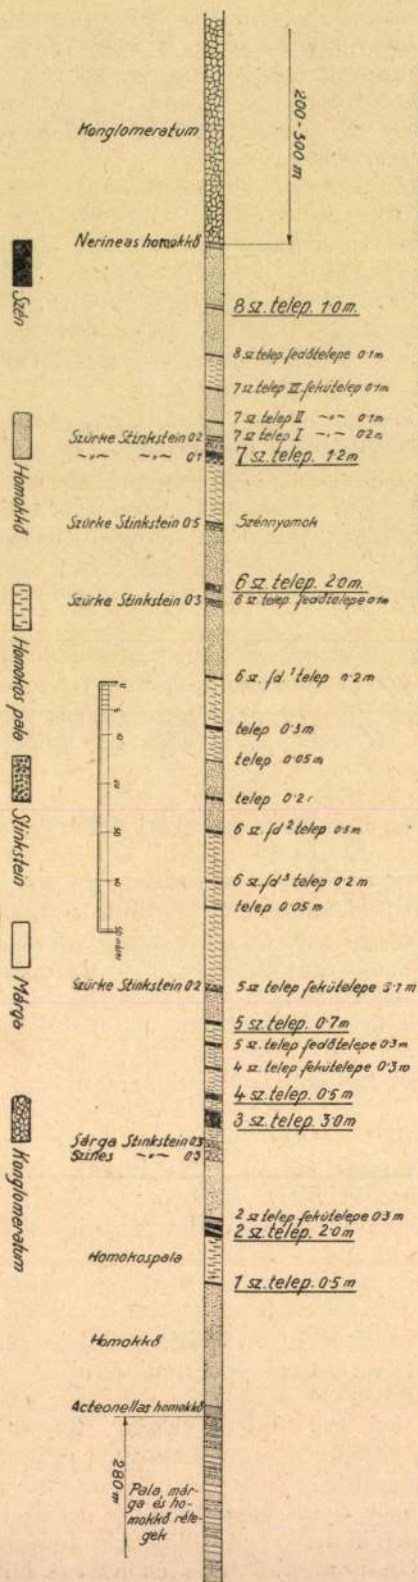 200-300 m
Konglomeratum
Nerineas homokkő
8 sz. telep. 1·0 m.
8 sz telep fedőtelepe 0·1 m
7 sz telep III. fekütelep 0·1 m
7 sz telep II -〃- 0·1 m
Szürke Stinkstein 0·2
7 sz. telep I -〃- 0·2 m
-〃- -〃- 0·1
7 sz. telep. 1·2 m
Szürke Stinkstein 0·5
Szénnyomok
6 sz telep. 2·0 m.
Szürke Stinkstein 0·3
6 sz telep. fedőtelepe 0·1 m
6 sz. fd. 1 telep 0·2 m
telep 0·3 m
telep 0·05 m
telep 0·2
6 sz. fd 2 telep 0·5 m
6 sz. fd 3 telep 0·2 m
telep 0·05 m
Szürke Stinkstein 0·2
5 sz telep fekütelepe
5 sz. telep. 0·7 m
5 sz. telep fedőtelepe 0·3 m
4 sz. telep fekütelepe 0·3 m
4 sz. telep. 0·5 m
3 sz. telep. 3·0 m
Sárga Stinkstein 0·3
Színes -〃- 0·3
2 sz telep fekütelepe 0·3 m
2 sz. telep. 2·0 m
Homokospala
1 sz. telep. 0·5 m
Homokkő
Acteonellas homokkő
280 m
Pala, már-
ga és ho-
mokkő réte-
gek
Szén
Homokkő
Homokos pala
Stinkstein
Márga
Konglomeratum
0
5
10
50 méter